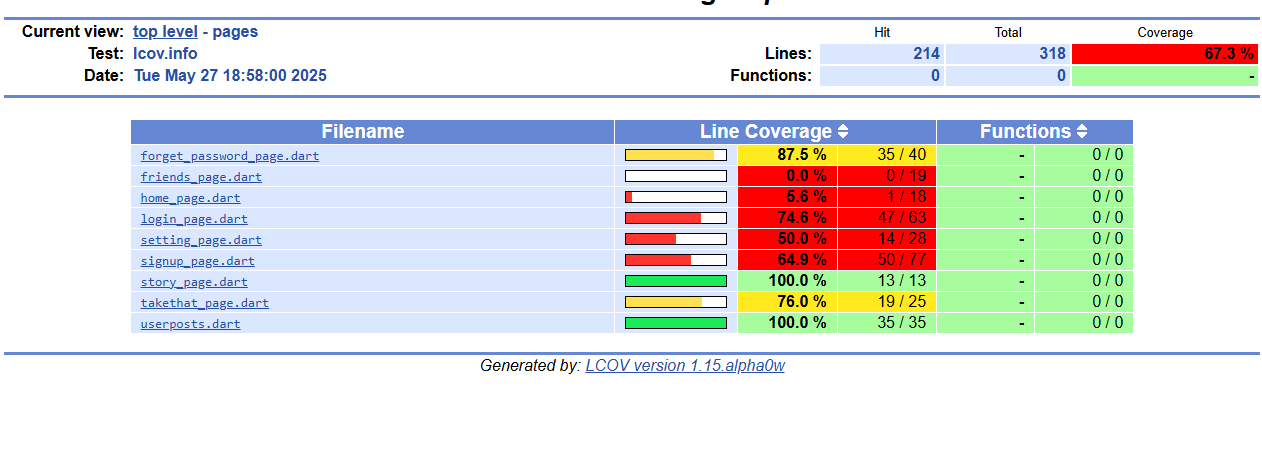 Current view: top level - pages Hit Total Coverage
Test: lcov.info Lines: 214 318 67.3 %
Date: Tue May 27 18:58:00 2025 Functions: 0 0 -
Filename Line Coverage Functions
forget_password_page.dart 87.5 % 35 / 40 - 0 / 0
friends_page.dart 0.0 % 0 / 19 - 0 / 0
home_page.dart 5.6 % 1 / 18 - 0 / 0
login_page.dart 74.6 % 47 / 63 - 0 / 0
setting_page.dart 50.0 % 14 / 28 - 0 / 0
signup_page.dart 64.9 % 50 / 77 - 0 / 0
story_page.dart 100.0 % 13 / 13 - 0 / 0
takethat_page.dart 76.0 % 19 / 25 - 0 / 0
userposts.dart 100.0 % 35 / 35 - 0 / 0
Generated by: LCOV version 1.15.alpha0w